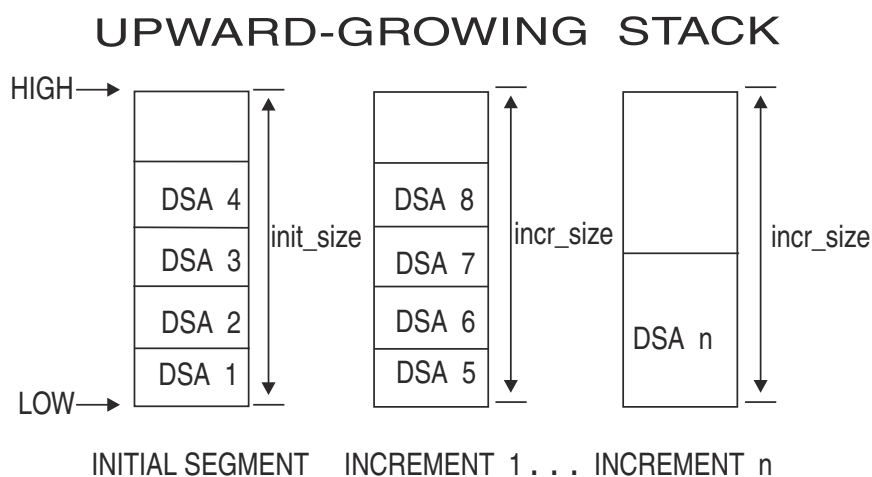 UPWARD-GROWING STACK
HIGH
DSA 4
DSA 3
DSA 2
DSA 1
init_size
LOW
DSA 8
DSA 7
DSA 6
DSA 5
incr_size
DSA n
incr_size
INITIAL SEGMENT INCREMENT 1 . . . INCREMENT n